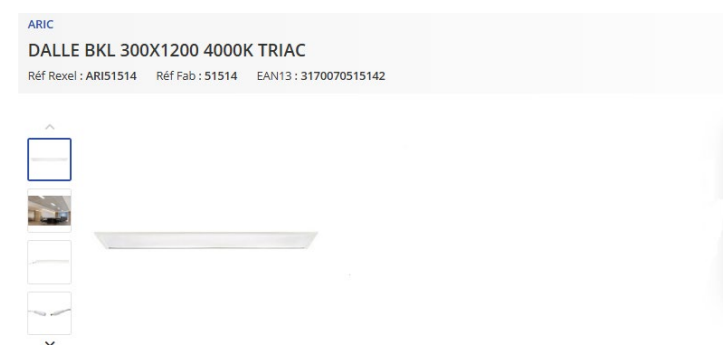 ARIC
DALLE BKL 300X1200 4000K TRIAC
Réf Rexel : ARI51514 Réf Fab : 51514 EAN13 : 3170070515142